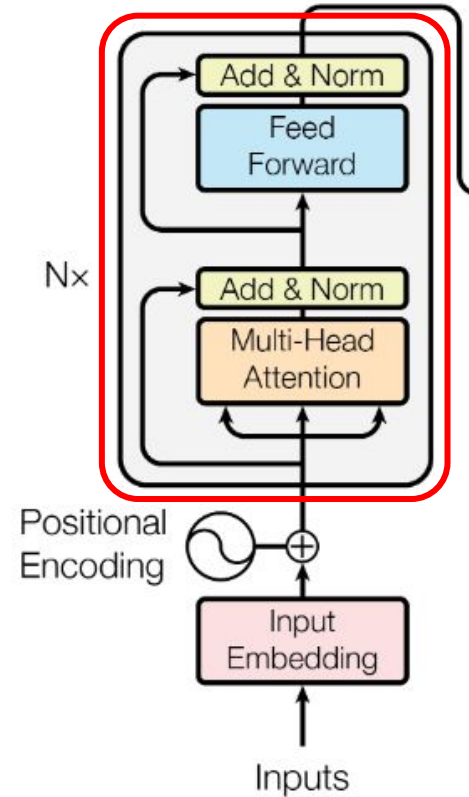 Add & Norm
Feed
Forward
Nx
Add & Norm
Multi-Head
Attention
Positional
Encoding
Input
Embedding
Inputs